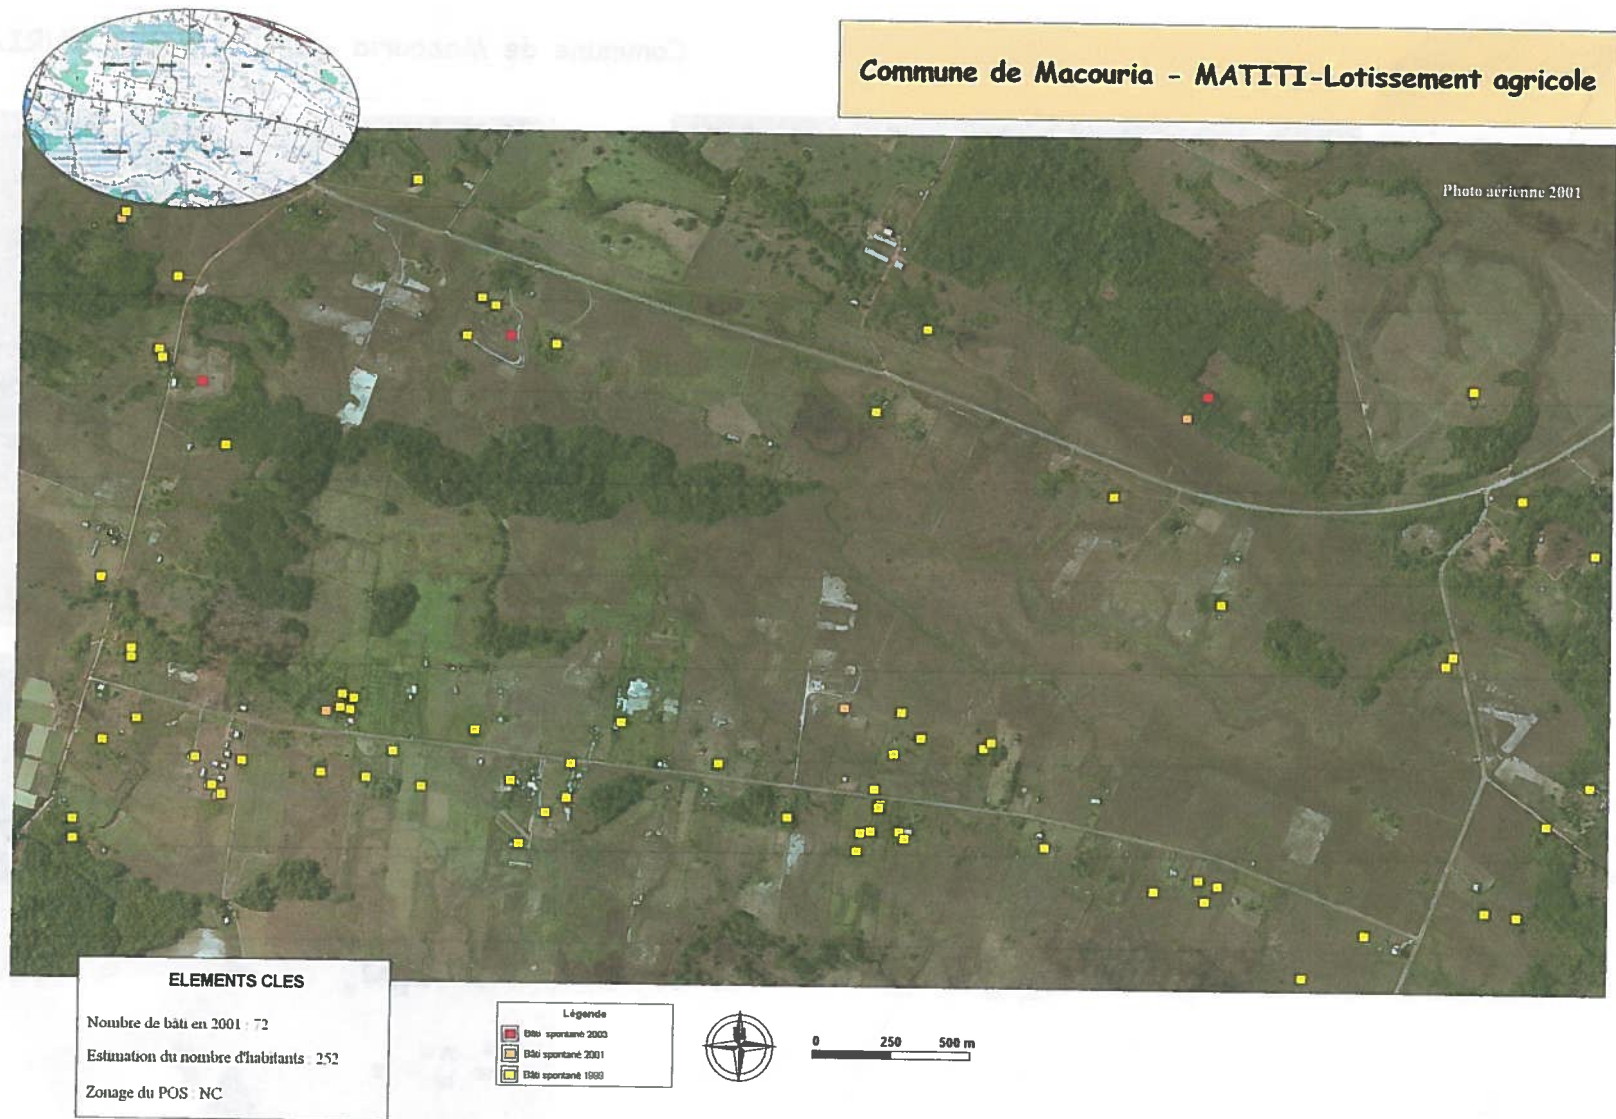 Commune de Macouria - MATITI-Lotissement agricole
Photo aérienne 2001
ELEMENTS CLES
Nombre de bâti en 2001 : 72
Estimation du nombre d'habitants : 252
Zonage du POS : NC
Légende
Bâti spontané 2003
Bâti spontané 2001
Bâti spontané 1999
0 250 500 m